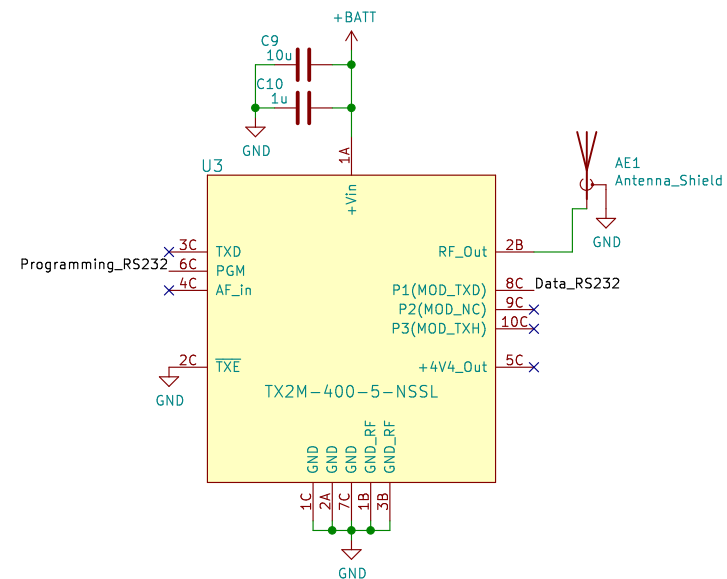 +BATT
C9
10u
C10
1u
GND
1A
U3
+Vin
AE1
Antenna_Shield
GND
3C TXD
Programming_RS232 6C PGM
4C AF_in
2C TXE
GND
RF_Out 2B
P1(MOD_TXD) 8C Data_RS232
P2(MOD_NC) 9C
P3(MOD_TXH) 10C
+4V4_Out 5C
TX2M-400-5-NSSL
GND GND GND GND_RF GND_RF
1C 2A 7C 1B 3B
GND